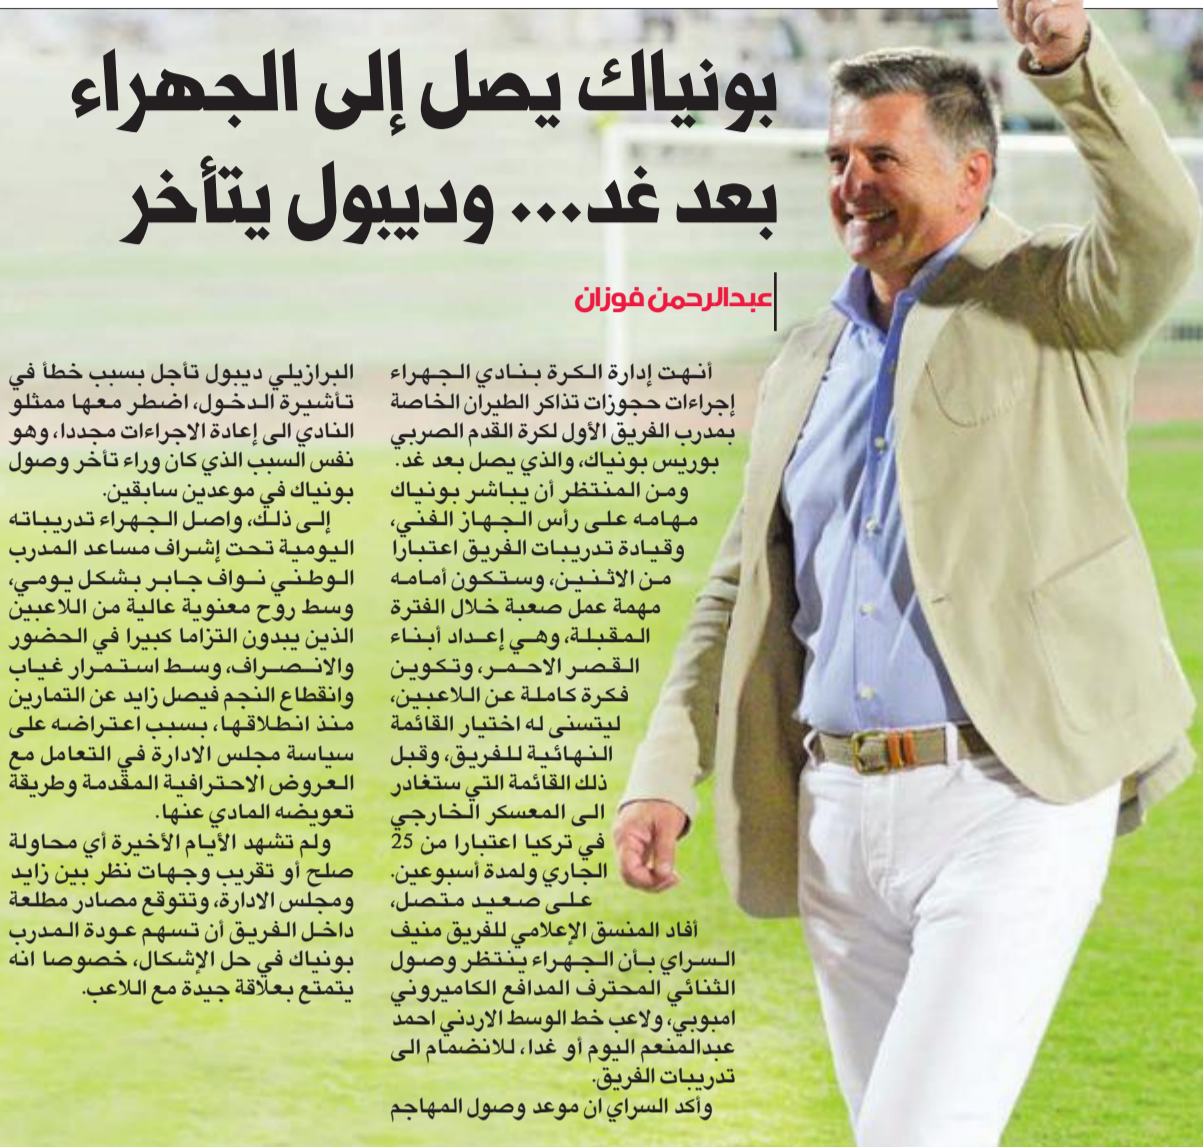 بونياك يصل إلى الجهراء
بعد غد... وديبول يتأخر
عبدالرحمن فوزان
أنهت إدارة الكرة بنادي الجهراء
إجراءات حجوزات تذاكر الطيران الخاصة
بمدرب الفريق الأول لكرة القدم الصربي
بوريس بونياك، والذي يصل بعد غد.
ومن المنتظر أن يباشر بونياك
مهامه على رأس الجهاز الفني،
وقيادة تدريبات الفريق اعتبارا
من الاثنين، وستكون أمامه
مهمة عمل صعبة خلال الفترة
المقبلة، وهي إعداد أبناء
القصر الاحمر، وتكوين
فكرة كاملة عن اللاعبين،
ليتسنى له اختيار القائمة
النهائية للفريق، وقبل
ذلك القائمة التي ستغادر
الى المعسكر الخارجي
في تركيا اعتبارا من 25
الجاري ولمدة أسبوعين.
على صعيد متصل،
أفاد المنسق الإعلامي للفريق منيف
السراي بأن الجهراء ينتظر وصول
الثنائي المحترف المدافع الكاميروني
امبوبي، ولاعب خط الوسط الاردني احمد
عبدالمنعم اليوم أو غدا، للانضمام الى
تدريبات الفريق.
وأكد السراي ان موعد وصول المهاجم
البرازيلي ديبول تأجل بسبب خطأ في
تأشيرة الدخول، اضطر معها ممثلو
النادي الى إعادة الاجراءات مجددا، وهو
نفس السبب الذي كان وراء تأخر وصول
بونياك في موعدين سابقين.
إلى ذلك، واصل الجهراء تدريباته
اليومية تحت إشراف مساعد المدرب
الوطني نواف جابر بشكل يومي،
وسط روح معنوية عالية من اللاعبين
الذين يبدون التزاما كبيرا في الحضور
والانصراف، وسط استمرار غياب
وانقطاع النجم فيصل زايد عن التمارين
منذ انطلاقها، بسبب اعتراضه على
سياسة مجلس الادارة في التعامل مع
العروض الاحترافية المقدمة وطريقة
تعويضه المادي عنها.
ولم تشهد الأيام الأخيرة أي محاولة
صلح أو تقريب وجهات نظر بين زايد
ومجلس الادارة، وتتوقع مصادر مطلعة
داخل الفريق أن تسهم عودة المدرب
بونياك في حل الإشكال، خصوصا انه
يتمتع بعلاقة جيدة مع اللاعب.